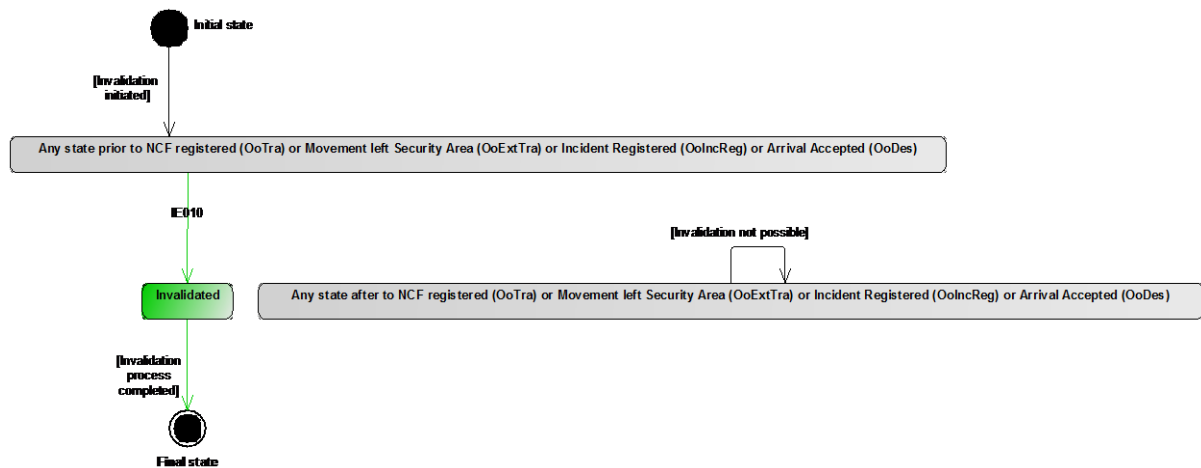 Initial state
[Invalidation
initiated]
Any state prior to NCF registered (OoTra) or Movement left Security Area (OoExtTra) or Incident Registered (OoIncReg) or Arrival Accepted (OoDes)
IE010
[Invalidation not possible]
Invalidated
Any state after to NCF registered (OoTra) or Movement left Security Area (OoExtTra) or Incident Registered (OoIncReg) or Arrival Accepted (OoDes)
[Invalidation
process
completed]
Final state